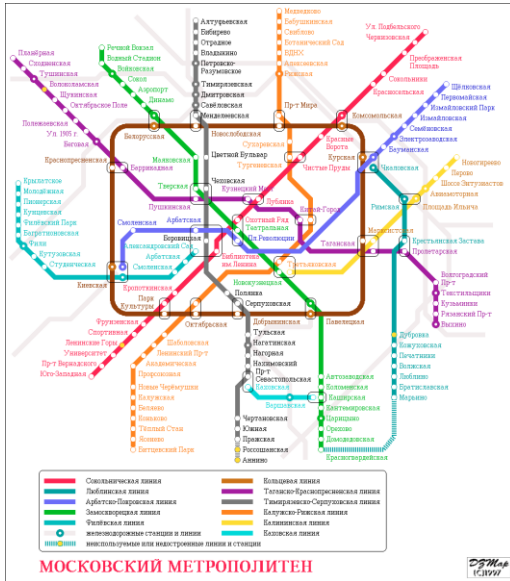 Алтуфьевская
Бибирево
Отрадное
Владыкино
Петровско-
Разумовское
Тимирязевская
Дмитровская
Савёловская
Менделеевская
Медведково
Бабушкинская
Свиблово
Ботанический Сад
ВДНХ
Алексеевская
Рижская
Пр-т Мира
Ул. Подбельского
Черкизовская
Преображенская
Площадь
Сокольники
Красносельская
Комсомольская
Красные
Ворота
Чистые Пруды
Планёрная
Сходненская
Тушинская
Волоколамская
Щукинская
Октябрьское Поле
Полежаевская
Ул. 1905 г.
Беговая
Краснопресненская
Баррикадная
Речной Вокзал
Водный Стадион
Войковская
Сокол
Аэропорт
Динамо
Белорусская
Маяковская
Тверская
Пушкинская
Новослободская
Цветной Бульвар
Чеховская
Сухаревская
Тургеневская
Кузнецкий Мост
Лубянка
Охотный Ряд
Театральная
Пл.Революции
Китай-Город
Щёлковская
Первомайская
Измайловский Парк
Измайловская
Семёновская
Электрозаводская
Бауманская
Курская
Чкаловская
Новогиреево
Перово
Шоссе Энтузиастов
Авиамоторная
Площадь Ильича
Римская
Марксистская
Таганская
Крестьянская Застава
Пролетарская
Волгоградский
Пр-т
Текстильщики
Кузьминки
Рязанский Пр-т
Выхино
Крылатское
Молодёжная
Пионерская
Кунцевская
Филёвский Парк
Багратионовская
Фили
Кутузовская
Студенческая
Киевская
Смоленская
Арбатская
Боровицкая
Александровский Сад
Арбатская
Смоленская
Библиотека
им.Ленина
Кропоткинская
Третьяковская
Новокузнецкая
Полянка
Серпуховская
Парк
Культуры
Октябрьская
Добрынинская
Павелецкая
Фрунзенская
Спортивная
Ленинские Горы
Университет
Пр-т Вернадского
Юго-Западная
Шаболовская
Ленинский Пр-т
Академическая
Профсоюзная
Новые Черёмушки
Калужская
Беляево
Коньково
Тёплый Стан
Ясенево
Битцевский Парк
Тульская
Нагатинская
Нагорная
Нахимовский
Пр-т
Севастопольская
Каховская
Варшавская
Чертановская
Южная
Пражская
Россошанская
Аннино
Автозаводская
Коломенская
Каширская
Кантемировская
Царицыно
Орехово
Домодедовская
Красногвардейская
Дубровка
Кожуховская
Печатники
Волжская
Люблино
Братиславская
Марьино
Сокольническая линия
Люблинская линия
Арбатско-Покровская линия
Замоскворецкая линия
Филёвская линия
железнодорожные станции и линии
неиспользуемые или недостроенные линии и станции
Кольцевая линия
Таганско-Краснопресненская линия
Тимирязевско-Серпуховская линия
Калужско-Рижская линия
Калининская линия
Каховская линия
МОСКОВСКИЙ МЕТРОПОЛИТЕН
DZMap
(C)1997